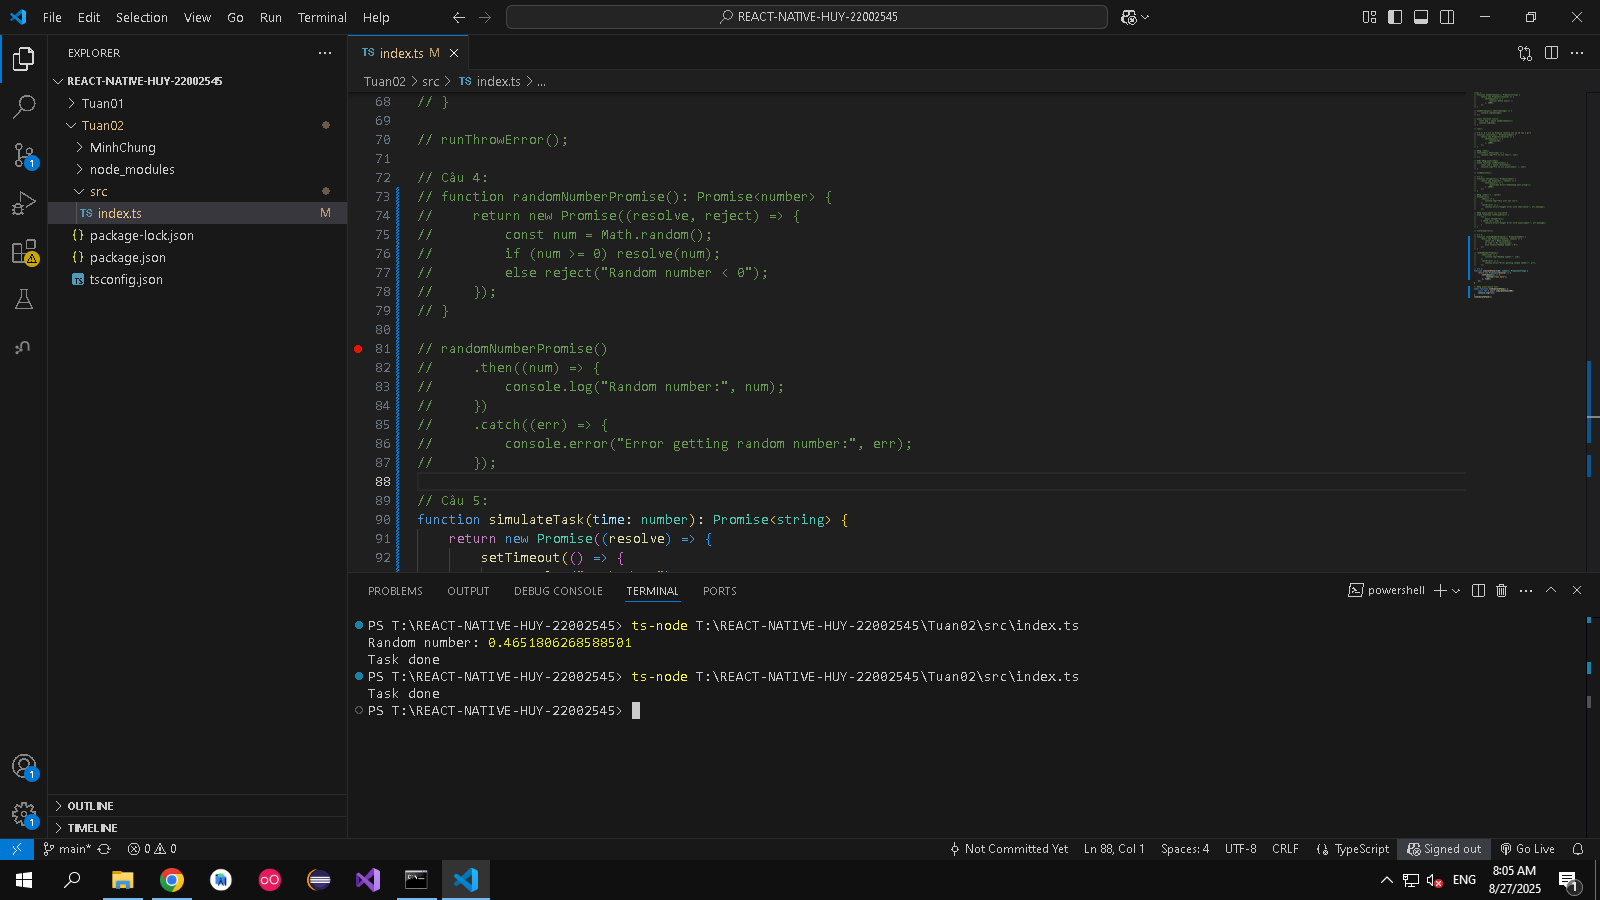 File Edit Selection View Go Run Terminal Help
REACT-NATIVE-HUY-22002545
EXPLORER
REACT-NATIVE-HUY-22002545
Tuan01
Tuan02
MinhChung
node_modules
src
TS index.ts M
{} package-lock.json
{} package.json
TS tsconfig.json
OUTLINE
TIMELINE
1
1
1
TS index.ts M
Tuan02 > src > TS index.ts > ...
68 // }
69
70 // runThrowError();
71
72 // Câu 4:
73 // function randomNumberPromise(): Promise<number> {
74 //     return new Promise((resolve, reject) => {
75 //         const num = Math.random();
76 //         if (num >= 0) resolve(num);
77 //         else reject("Random number < 0");
78 //     });
79 // }
80
81 // randomNumberPromise()
82 //     .then((num) => {
83 //         console.log("Random number:", num);
84 //     })
85 //     .catch((err) => {
86 //         console.error("Error getting random number:", err);
87 //     });
88
89 // Câu 5:
90 function simulateTask(time: number): Promise<string> {
91     return new Promise((resolve) => {
92         setTimeout(() => {
PROBLEMS OUTPUT DEBUG CONSOLE TERMINAL PORTS
powershell
PS T:\REACT-NATIVE-HUY-22002545> ts-node T:\REACT-NATIVE-HUY-22002545\Tuan02\src\index.ts
Random number: 0.4651806268588501
Task done
PS T:\REACT-NATIVE-HUY-22002545> ts-node T:\REACT-NATIVE-HUY-22002545\Tuan02\src\index.ts
Task done
PS T:\REACT-NATIVE-HUY-22002545>
main* 0 0
Not Committed Yet Ln 88, Col 1 Spaces: 4 UTF-8 CRLF {} TypeScript Signed out Go Live
ENG
8:05 AM
8/27/2025
1